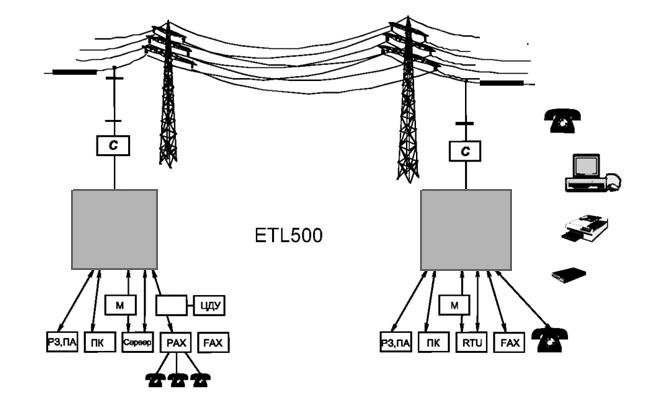 C
C
ETL500
М
ЦДУ
М
РЗ,ПА
ПК
Сервер
PAX
FAX
РЗ,ПА
ПК
RTU
FAX